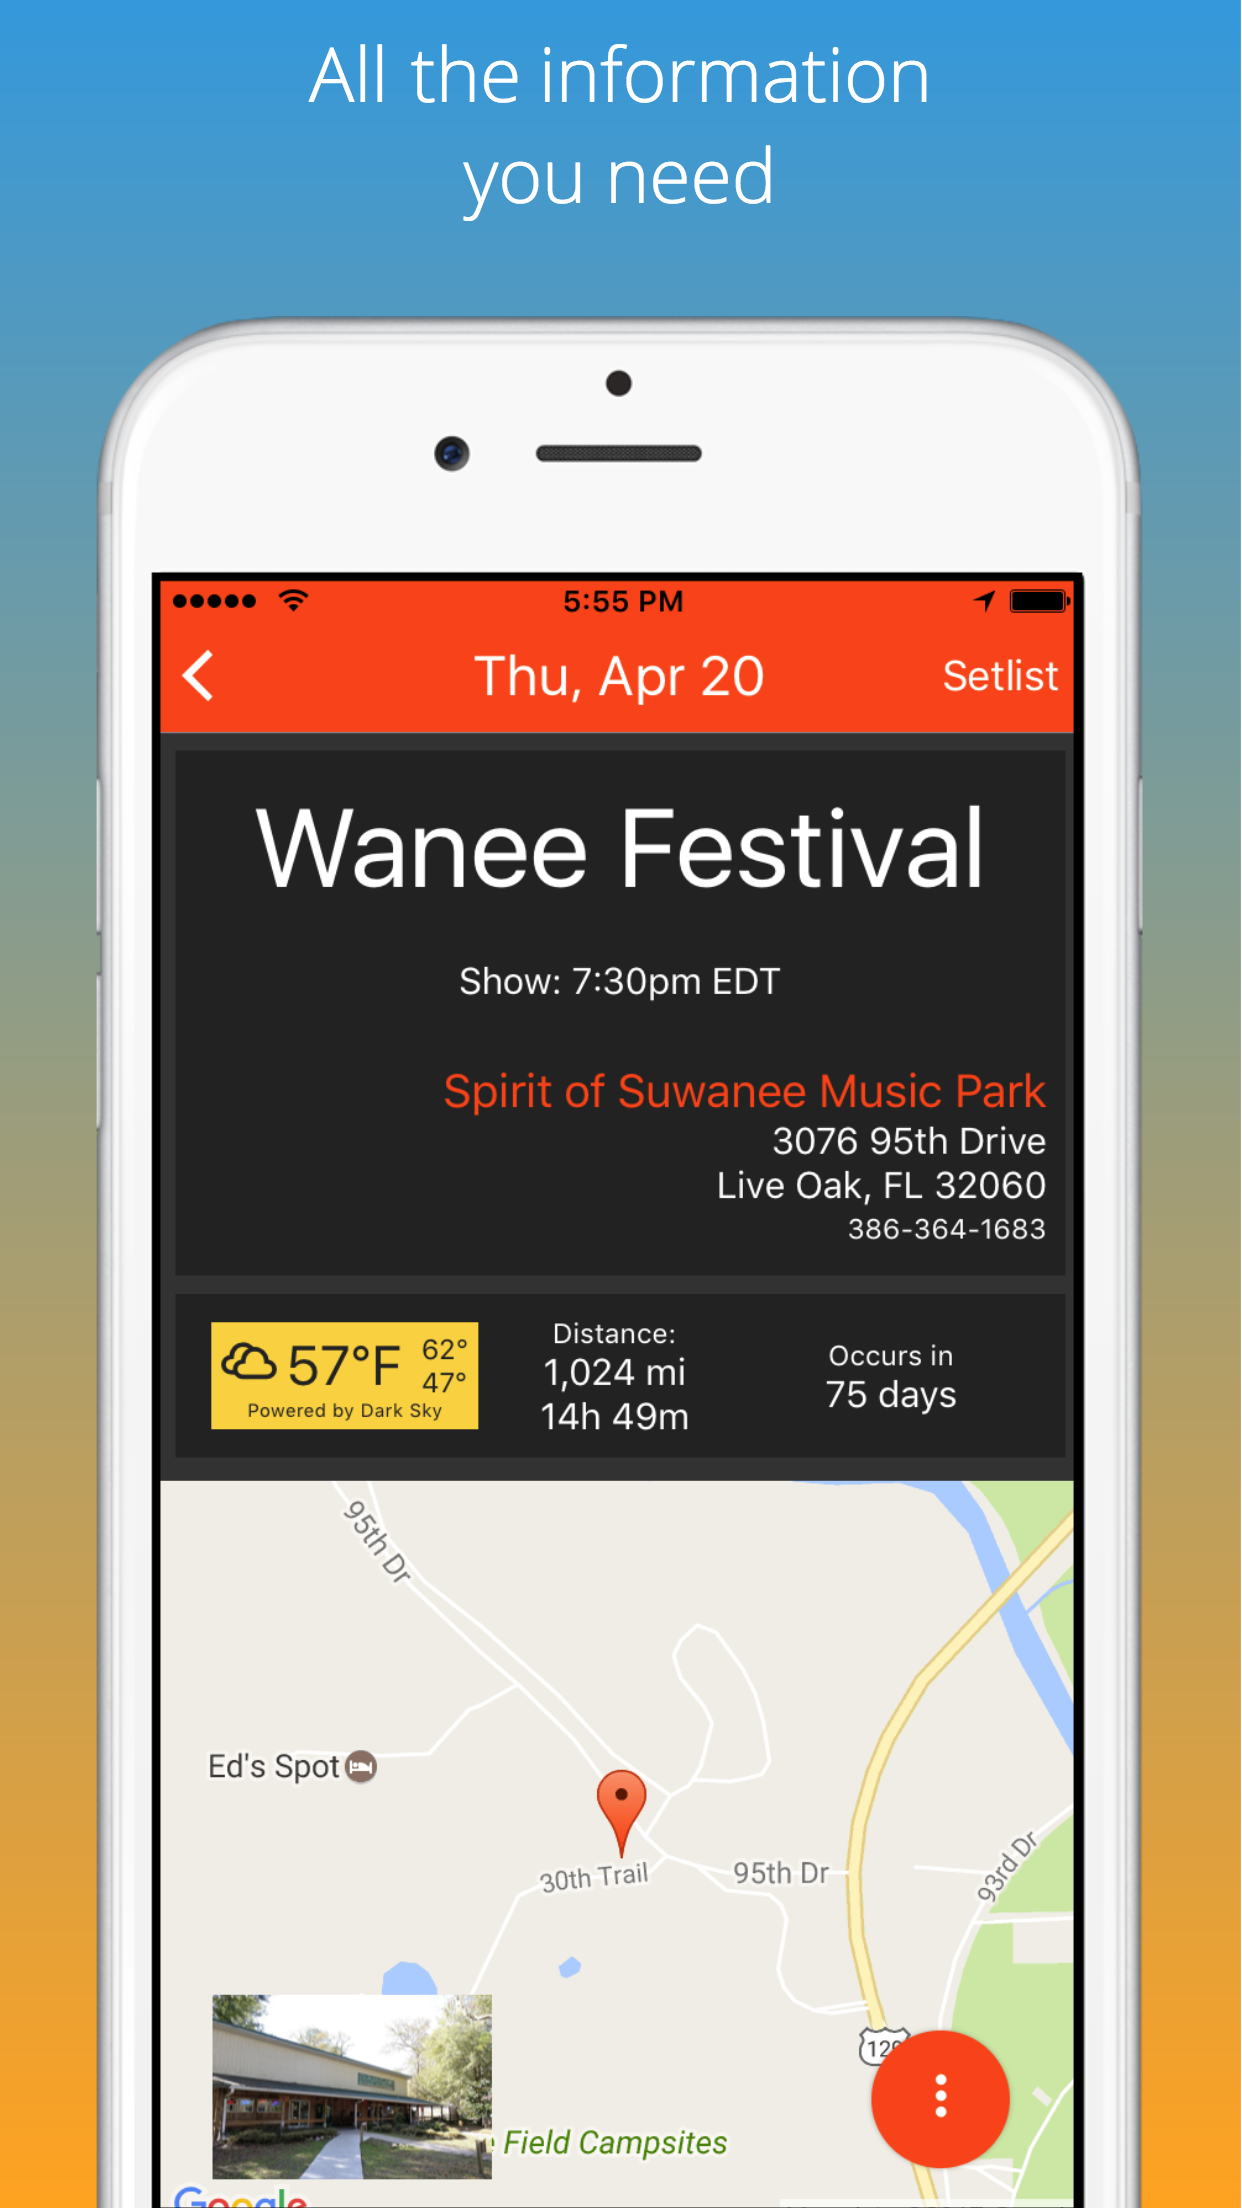 All the information
you need
5:55 PM
Thu, Apr 20
Setlist
Wanee Festival
Show: 7:30pm EDT
Spirit of Suwanee Music Park
3076 95th Drive
Live Oak, FL 32060
386-364-1683
57°F
62°
47°
Powered by Dark Sky
Distance:
1,024 mi
14h 49m
Occurs in
75 days
95th Dr
Ed's Spot
30th Trail
95th Dr
93rd Dr
129
Field Campsites
Google